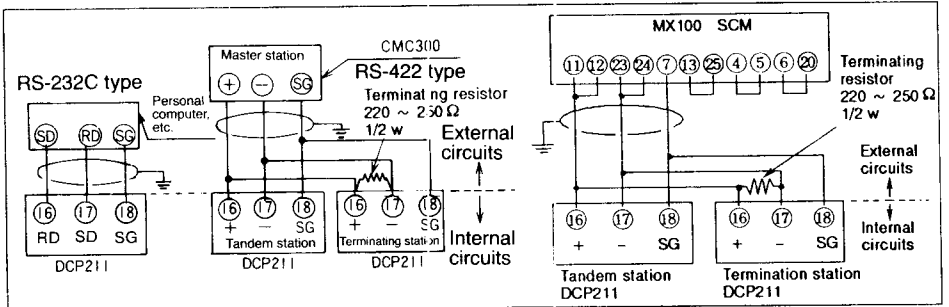 RS-232C type
Personal computer, etc.
SD RD SG
16 17 18
RD SD SG
DCP211
CMC300
Master station
+ − SG
RS-422 type
Terminating resistor
220 ~ 250 Ω
1/2 w
External circuits
Internal circuits
16 17 18
+ − SG
Tandem station
DCP211
16 17 18
+ − SG
Terminating station
DCP211
MX100 SCM
11 12 23 24 7 13 25 4 5 6 20
Terminating
resistor
220 ~ 250 Ω
1/2 w
External
circuits
Internal
circuits
16 17 18
+ − SG
Tandem station
DCP211
16 17 18
+ − SG
Termination station
DCP211